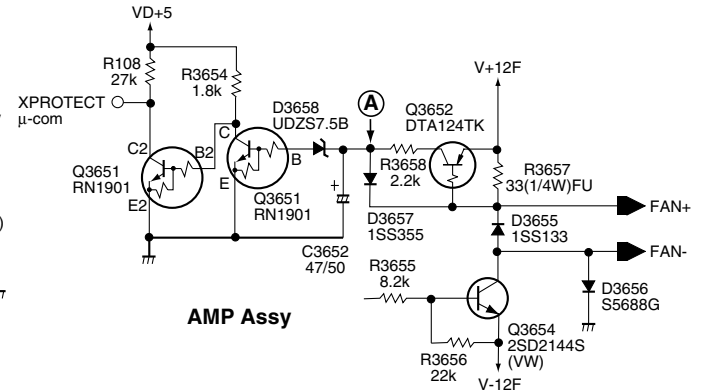 VD+5
R108
27k
R3654
1.8k
XPROTECT
μ-com
D3658
UDZS7.5B
A
Q3652
DTA124TK
V+12F
C2
B2
C
B
E
E2
Q3651
RN1901
Q3651
RN1901
R3658
2.2k
R3657
33(1/4W)FU
FAN+
D3657
1SS355
D3655
1SS133
+
C3652
47/50
FAN-
R3655
8.2k
D3656
S5688G
AMP Assy
Q3654
2SD2144S
(VW)
R3656
22k
V-12F
)